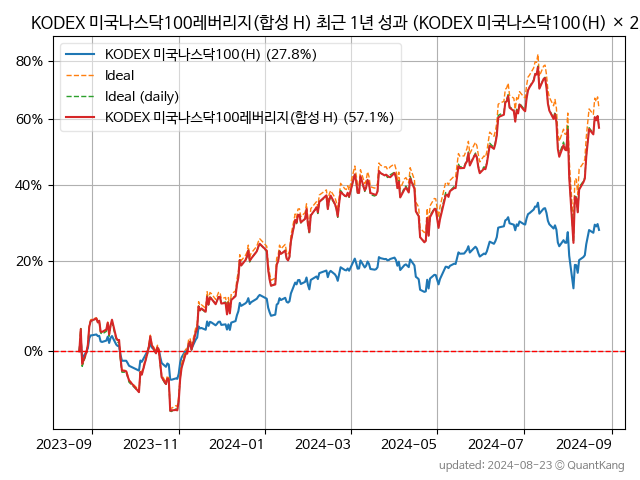 KODEX 미국나스닥100레버리지(합성 H) 최근 1년 성과 (KODEX 미국나스닥100(H) × 2
80%
60%
40%
20%
0%
KODEX 미국나스닥100(H) (27.8%)
Ideal
Ideal (daily)
KODEX 미국나스닥100레버리지(합성 H) (57.1%)
2023-09 2023-11 2024-01 2024-03 2024-05 2024-07 2024-09
updated: 2024-08-23 © QuantKang